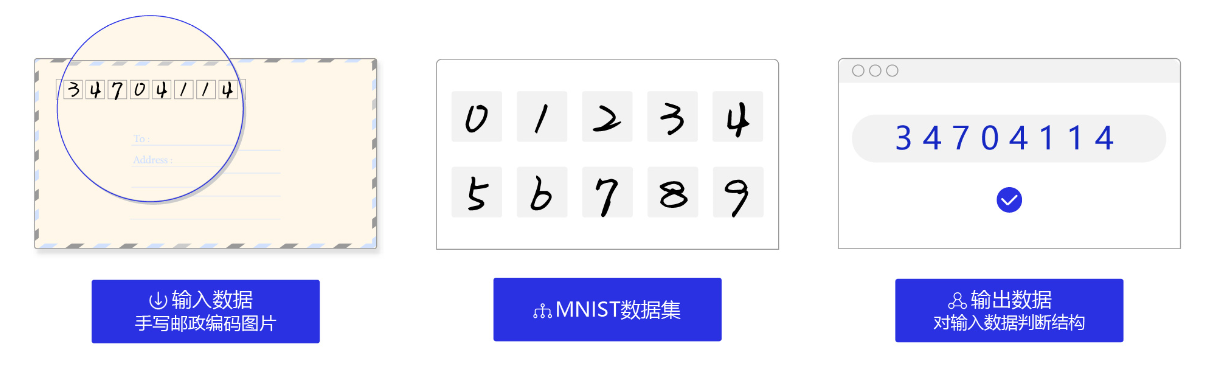 3 4 7 0 4 1 1 4
To :
Address :
输入数据
手写邮政编码图片
0 1 2 3 4
5 6 7 8 9
MNIST数据集
3 4 7 0 4 1 1 4
输出数据
对输入数据判断结构